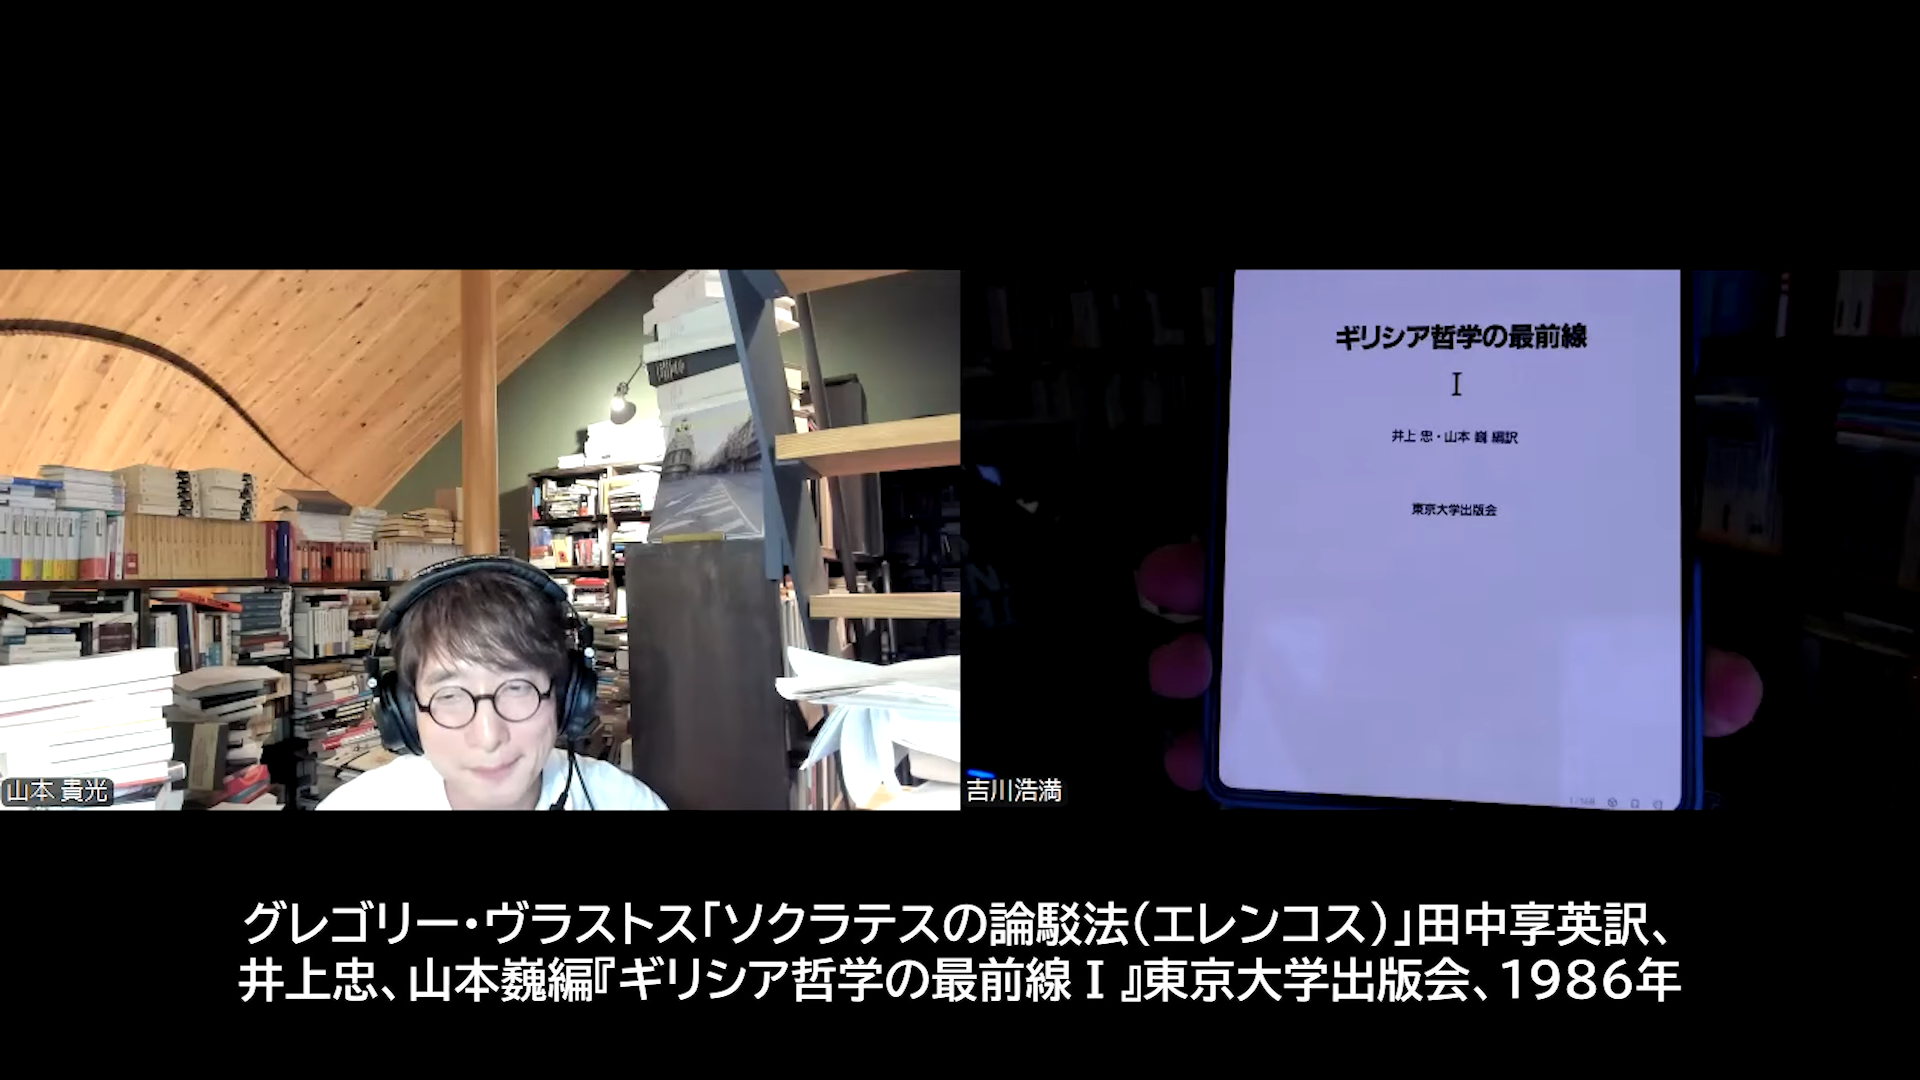 ギリシア哲学の最前線
I
井上 忠・山本 巍 編訳
東京大学出版会
山本 貴光
吉川浩満
グレゴリー・ヴラストス「ソクラテスの論駁法(エレンコス)」田中享英訳、
井上忠、山本巍編『ギリシア哲学の最前線Ⅰ』東京大学出版会、1986年